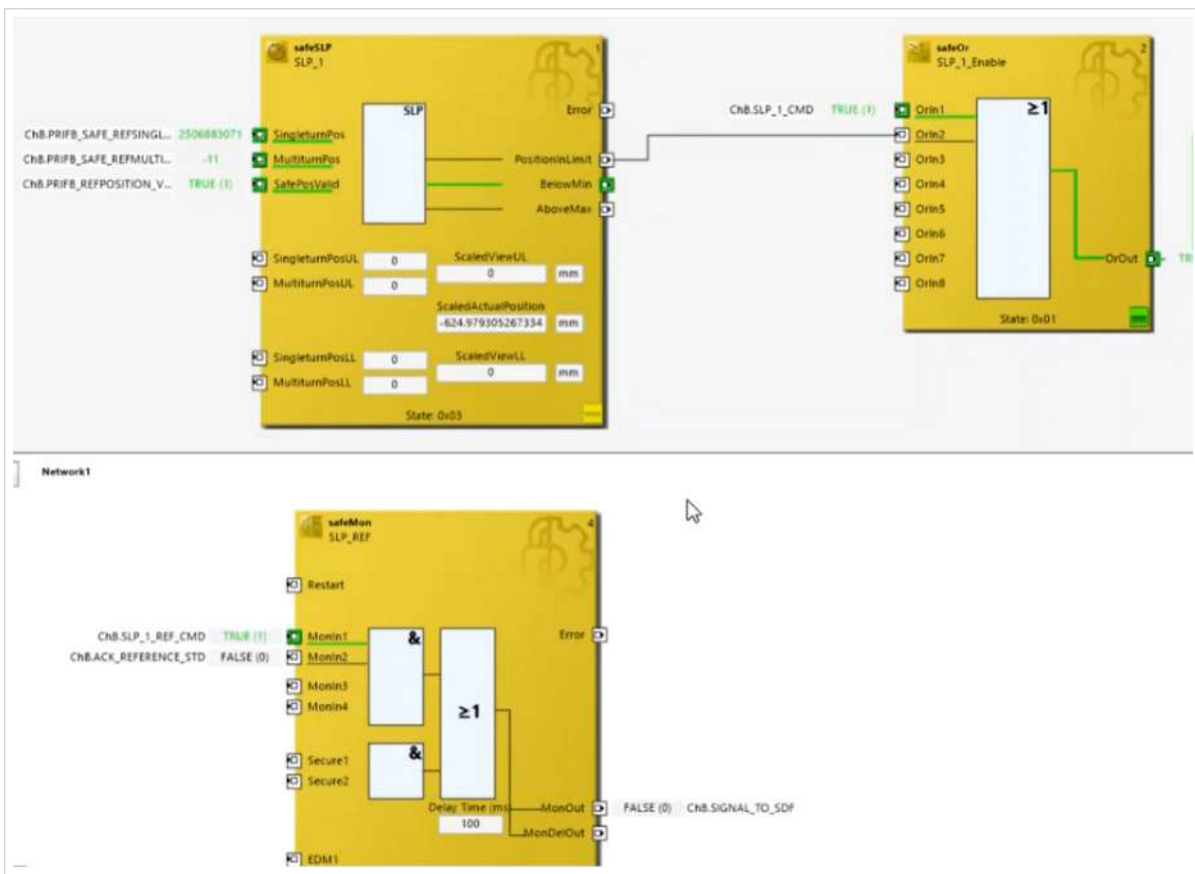 safeSLP
SLP_1
1
SLP
Error
ChB.PRIFB_SAFE_REFSINGL... 2506883071 SingleturnPos
ChB.PRIFB_SAFE_REFMULTI... -11 MultiturnPos PositionInLimit
ChB.PRIFB_REFPOSITION_V... TRUE (1) SafePosValid BelowMin
AboveMax
SingleturnPosUL 0 ScaledViewUL
0 mm
MultiturnPosUL 0
ScaledActualPosition
-624.979305267334 mm
SingleturnPosLL 0 ScaledViewLL
0 mm
MultiturnPosLL 0
State: 0x03
safeOr
SLP_1_Enable
2
≥1
ChB.SLP_1_CMD TRUE (1) OrIn1
OrIn2
OrIn3
OrIn4
OrIn5
OrIn6
OrIn7 OrOut
OrIn8
State: 0x01
Network1
safeMon
SLP_REF
4
Restart
ChB.SLP_1_REF_CMD TRUE (1) MonIn1 & Error
ChB.ACK_REFERENCE_STD FALSE (0) MonIn2
MonIn3
MonIn4 ≥1
Secure1 &
Secure2
Delay Time (ms) MonOut FALSE (0) ChB.SIGNAL_TO_SDF
100
MonDelOut
EDM1